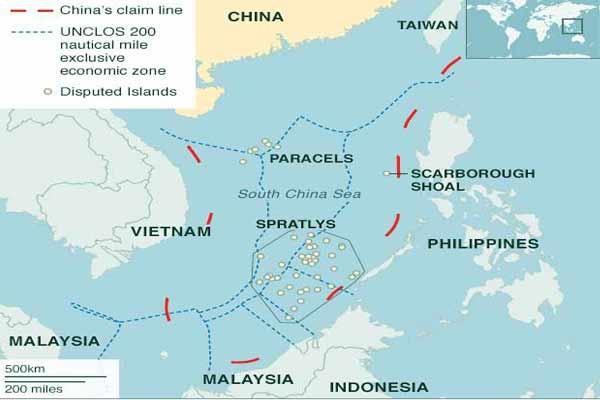 China's claim line
UNCLOS 200
nautical mile
exclusive
economic zone
Disputed Islands
CHINA
TAIWAN
PARACELS
SCARBOROUGH
SHOAL
South China Sea
SPRATLYS
VIETNAM
PHILIPPINES
MALAYSIA
MALAYSIA
INDONESIA
500km
200 miles